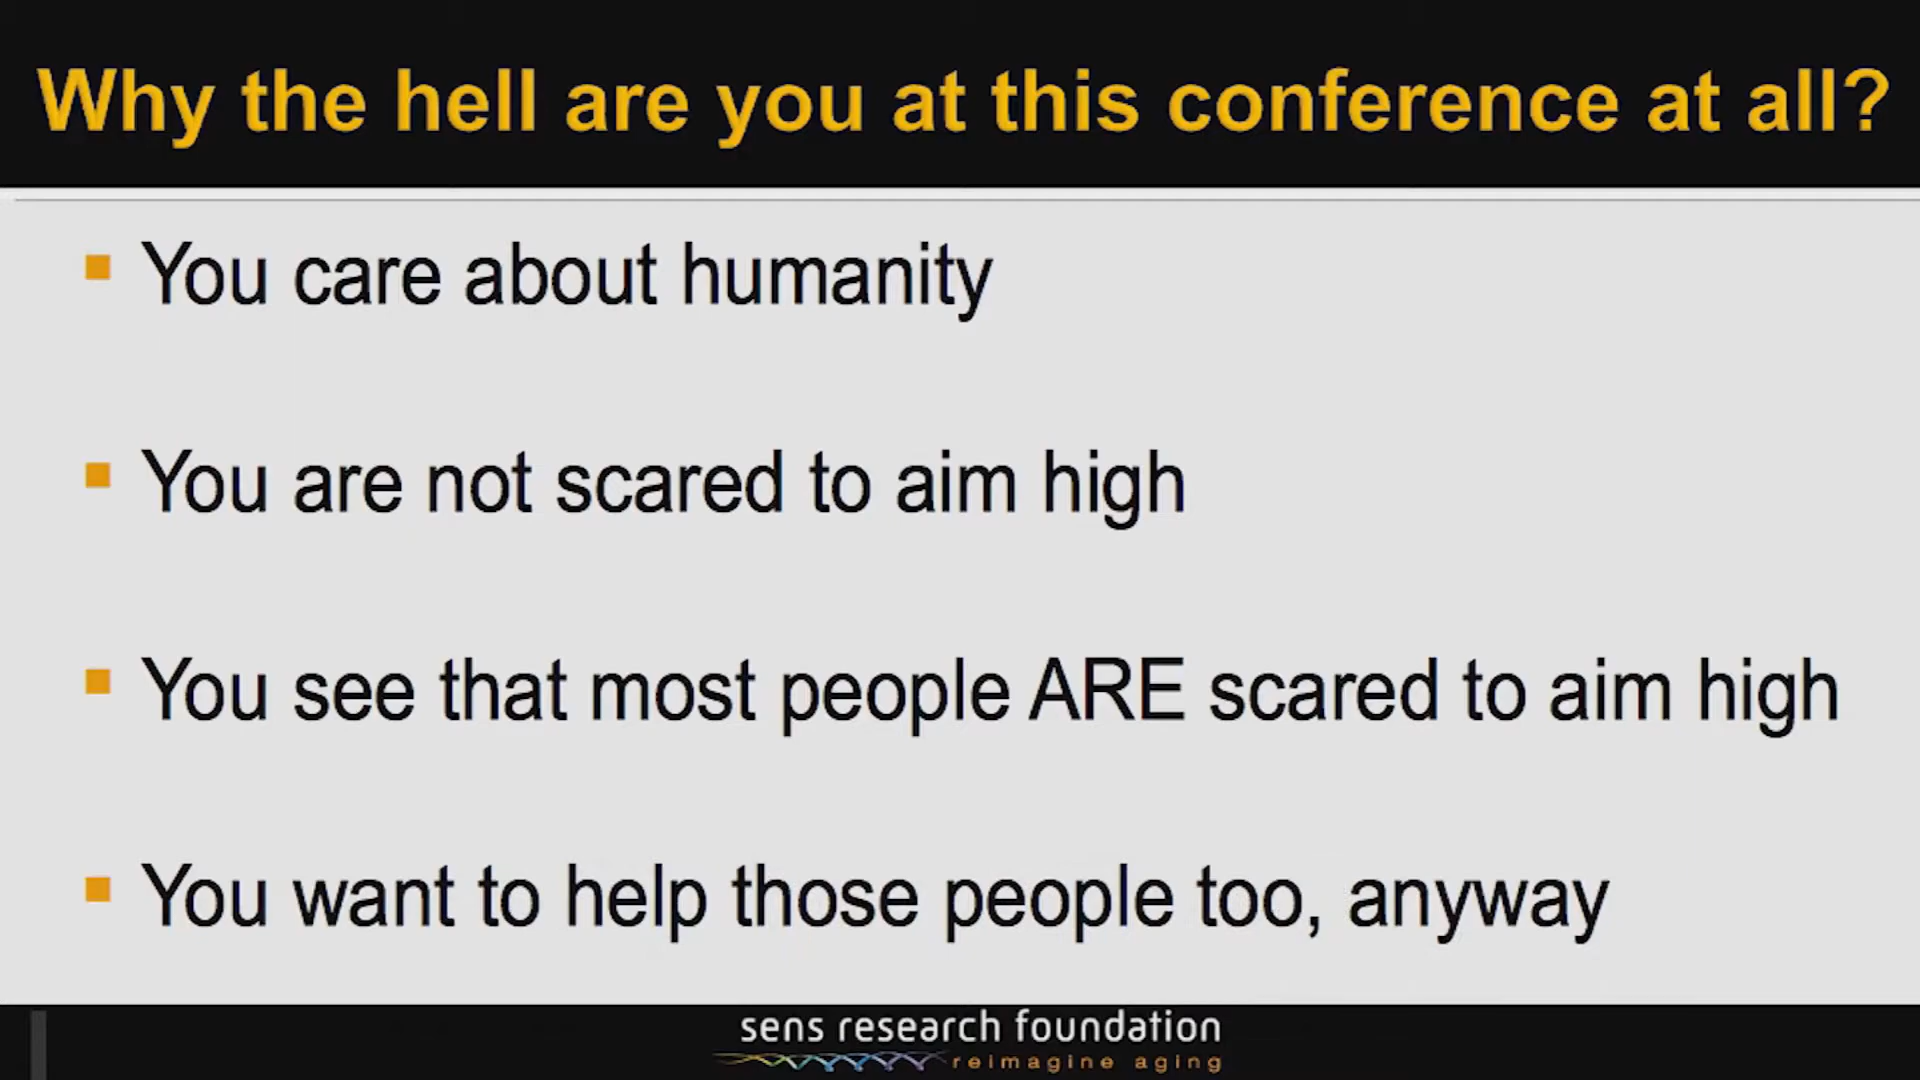 Why the hell are you at this conference at all?
You care about humanity
You are not scared to aim high
You see that most people ARE scared to aim high
You want to help those people too, anyway
sens research foundation
reimagine aging